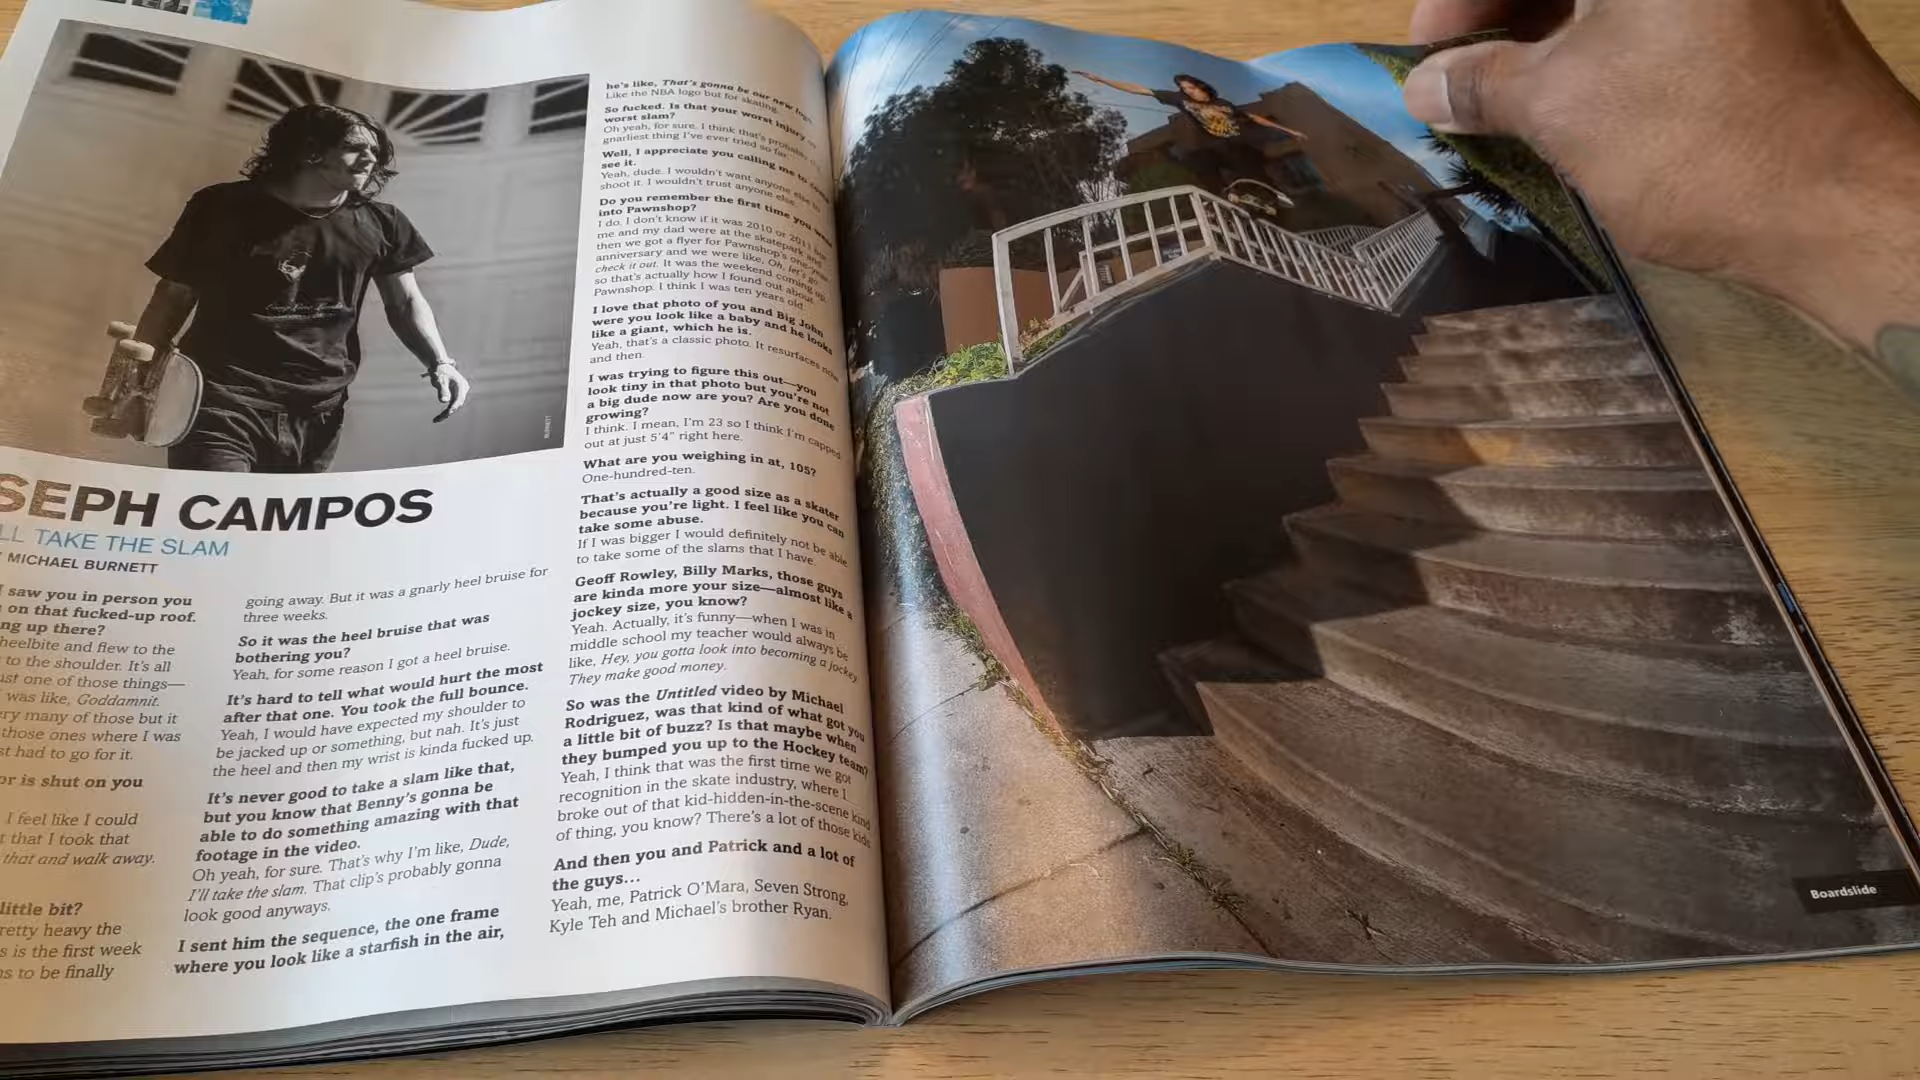 SEPH CAMPOS
LL TAKE THE SLAM
MICHAEL BURNETT
saw you in person you
on that fucked-up roof.
ng up there?
heelbite and flew to the
to the shoulder. It's all
ust one of those things—
was like, Goddamnit.
ery many of those but it
those ones where I was
st had to go for it.
or is shut on you
I feel like I could
t that I took that
that and walk away.
little bit?
retty heavy the
s is the first week
s to be finally
going away. But it was a gnarly heel bruise for
three weeks.
So it was the heel bruise that was
bothering you?
Yeah, for some reason I got a heel bruise.
It's hard to tell what would hurt the most
after that one. You took the full bounce.
Yeah, I would have expected my shoulder to
be jacked up or something, but nah. It's just
the heel and then my wrist is kinda fucked up.
It's never good to take a slam like that,
but you know that Benny's gonna be
able to do something amazing with that
footage in the video.
Oh yeah, for sure. That's why I'm like, Dude,
I'll take the slam. That clip's probably gonna
look good anyways.
I sent him the sequence, the one frame
where you look like a starfish in the air,
he's like, That's gonna be our new logo.
Like the NBA logo but for skating.
So fucked. Is that your worst injury or
worst slam?
Oh yeah, for sure. I think that's probably the
gnarliest thing I've ever tried so far.
Well, I appreciate you calling me to
see it.
Yeah, dude. I wouldn't want anyone else to
shoot it. I wouldn't trust anyone else.
Do you remember the first time you went
into Pawnshop?
I do. I don't know if it was 2010 or 2011
me and my dad were at the skatepark and
then we got a flyer for Pawnshop's one-year
anniversary and we were like, Oh, let's go
check it out. It was the weekend coming up,
so that's actually how I found out about
Pawnshop. I think I was ten years old.
I love that photo of you and Big John
were you look like a baby and he looks
like a giant, which he is.
Yeah, that's a classic photo. It resurfaces now
and then.
I was trying to figure this out—you
look tiny in that photo but you're not
a big dude now are you? Are you done
growing?
I think. I mean, I'm 23 so I think I'm capped
out at just 5'4" right here.
What are you weighing in at, 105?
One-hundred-ten.
That's actually a good size as a skater
because you're light. I feel like you can
take some abuse.
If I was bigger I would definitely not be able
to take some of the slams that I have.
Geoff Rowley, Billy Marks, those guys
are kinda more your size—almost like a
jockey size, you know?
Yeah. Actually, it's funny—when I was in
middle school my teacher would always be
like, Hey, you gotta look into becoming a jockey.
They make good money.
So was the Untitled video by Michael
Rodriguez, was that kind of what got you
a little bit of buzz? Is that maybe when
they bumped you up to the Hockey team?
Yeah, I think that was the first time we got
recognition in the skate industry, where I
broke out of that kid-hidden-in-the-scene kind
of thing, you know? There's a lot of those kids
And then you and Patrick and a lot of
the guys…
Yeah, me, Patrick O'Mara, Seven Strong,
Kyle Teh and Michael's brother Ryan.
BURNETT
Boardslide